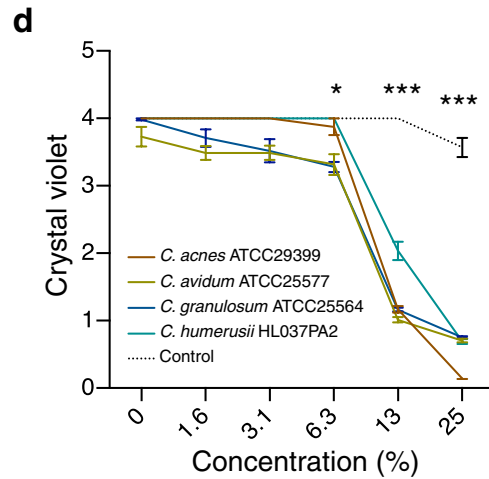 d
5
*
***
***
4
3
Crystal violet
2
C. acnes ATCC29399
C. avidum ATCC25577
C. granulosum ATCC25564
1
C. humerusii HL037PA2
Control
0
0
1.6
3.1
6.3
13
25
Concentration (%)